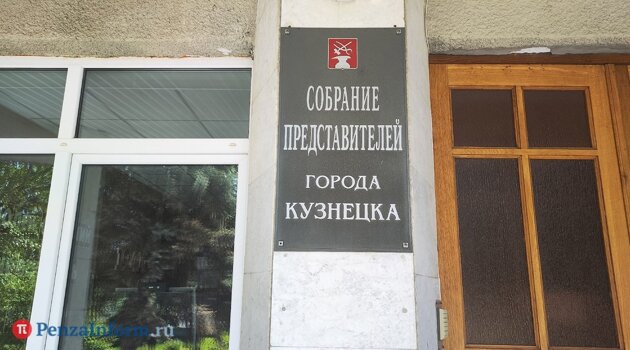 СОБРАНИЕ
ПРЕДСТАВИТЕЛЕЙ
ГОРОДА
КУЗНЕЦКА
π PenzaInform.ru